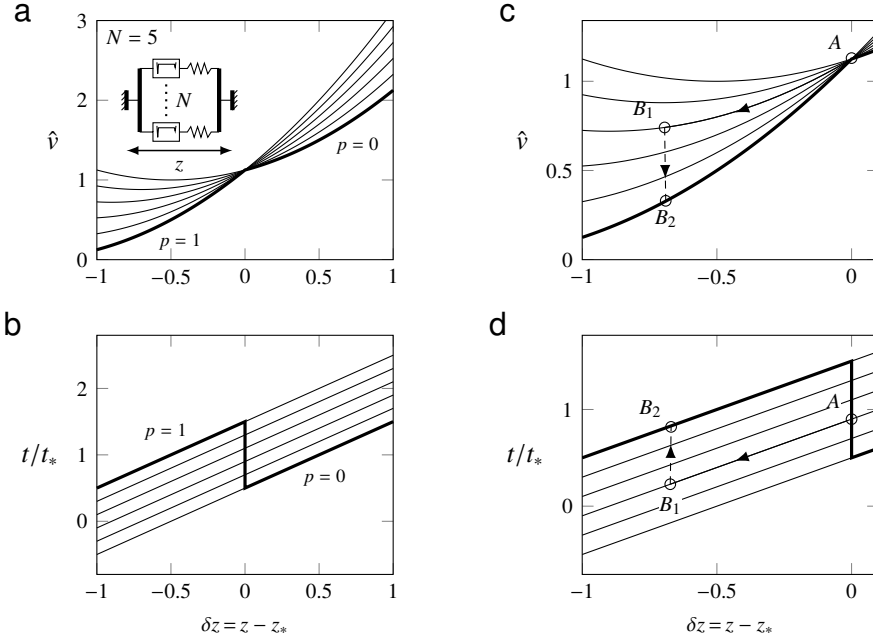 a
3
2
1
0
v̂
N = 5
N
z
p = 0
p = 1
−1
−0.5
0
0.5
1
c
1
0.5
0
v̂
A
B₁
B₂
−1
−0.5
0
b
2
1
0
t/t*
p = 1
p = 0
−1
−0.5
0
0.5
1
δz = z − z*
d
1
0
t/t*
B₂
A
B₁
−1
−0.5
0
δz = z − z*